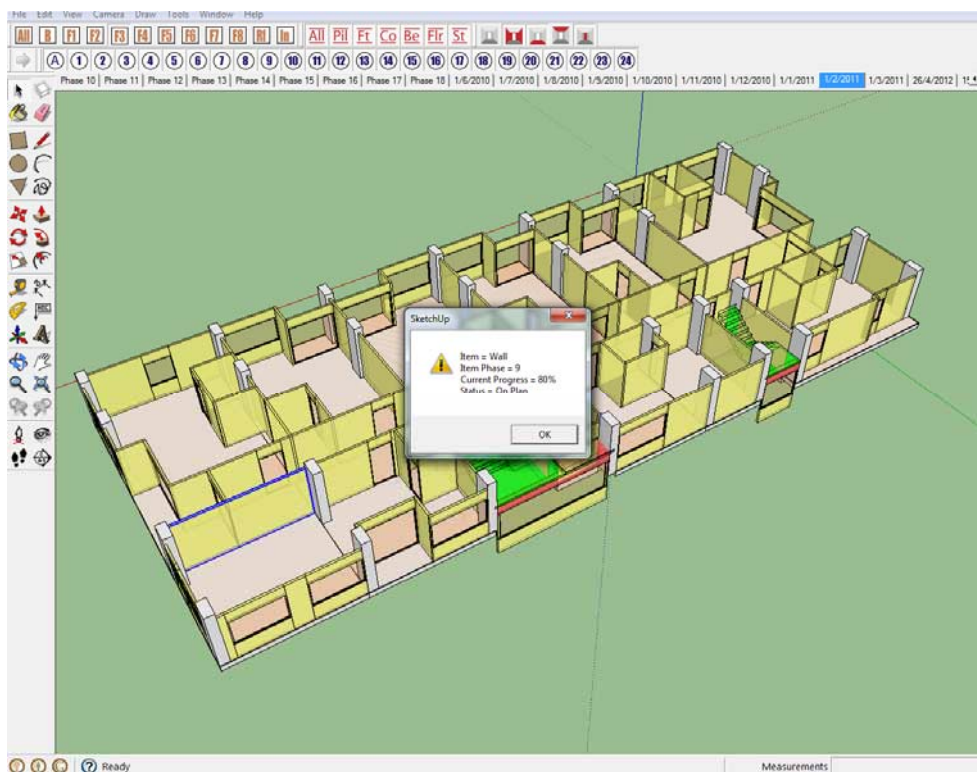 File Edit View Camera Draw Tools Window Help
All B F1 F2 F3 F4 F5 F6 F7 F8 R1 In All Pil Ft Co Be Flr St
A 1 2 3 4 5 6 7 8 9 10 11 12 13 14 15 16 17 18 19 20 21 22 23 24
Phase 10 Phase 11 Phase 12 Phase 13 Phase 14 Phase 15 Phase 16 Phase 17 Phase 18 1/6/2010 1/7/2010 1/8/2010 1/9/2010 1/10/2010 1/11/2010 1/12/2010 1/1/2011 1/2/2011 1/3/2011 26/4/2012
SketchUp
Item = Wall
Item Phase = 9
Current Progress = 80%
Status = On Plan
OK
Ready
Measurements